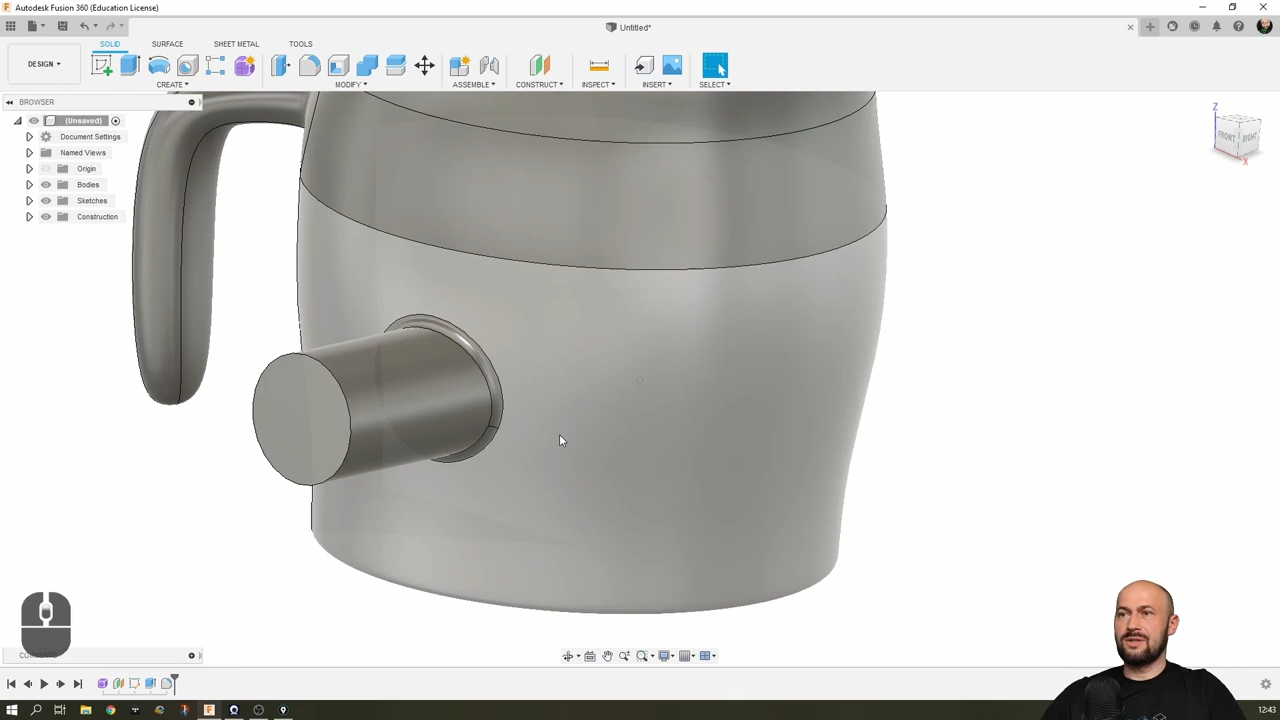 Autodesk Fusion 360 (Education License)
Untitled*
SOLID SURFACE SHEET METAL TOOLS
DESIGN
CREATE MODIFY ASSEMBLE CONSTRUCT INSPECT INSERT SELECT
BROWSER
(Unsaved)
Document Settings
Named Views
Origin
Bodies
Sketches
Construction
Z
FRONT RIGHT
X
COMMENTS
12:43